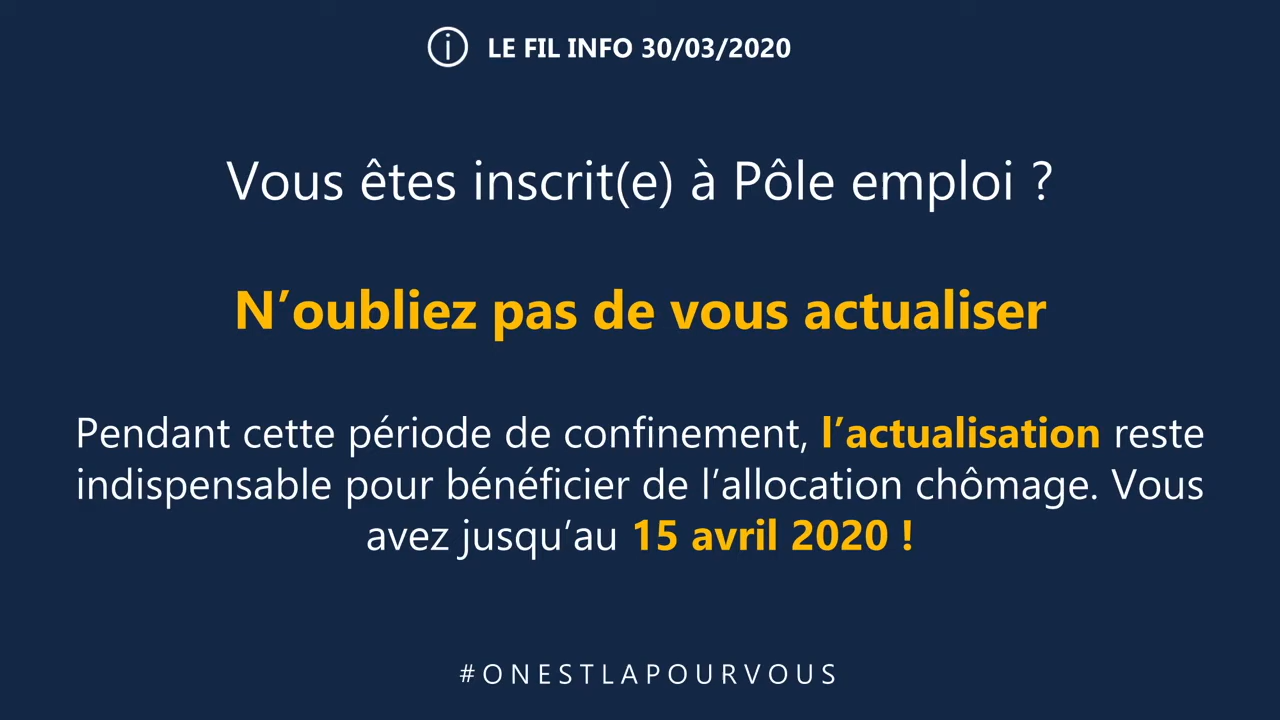 LE FIL INFO 30/03/2020
Vous êtes inscrit(e) à Pôle emploi ?
N’oubliez pas de vous actualiser
Pendant cette période de confinement, l’actualisation reste
indispensable pour bénéficier de l’allocation chômage. Vous
avez jusqu’au 15 avril 2020 !
#ONESTLAPOURVOUS